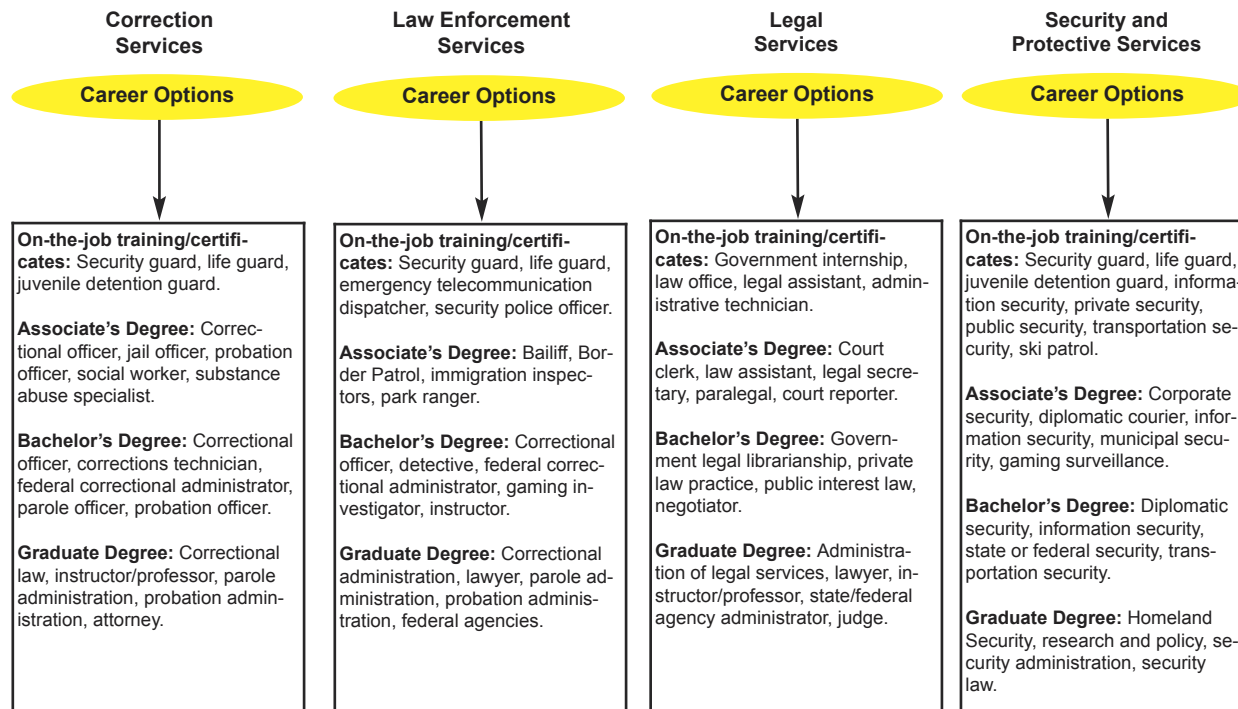 Correction
Services
Career Options
On-the-job training/certifi-
cates: Security guard, life guard,
juvenile detention guard.
Associate’s Degree: Correc-
tional officer, jail officer, probation
officer, social worker, substance
abuse specialist.
Bachelor’s Degree: Correctional
officer, corrections technician,
federal correctional administrator,
parole officer, probation officer.
Graduate Degree: Correctional
law, instructor/professor, parole
administration, probation admin-
istration, attorney.
Law Enforcement
Services
Career Options
On-the-job training/certifi-
cates: Security guard, life guard,
emergency telecommunication
dispatcher, security police officer.
Associate’s Degree: Bailiff, Bor-
der Patrol, immigration inspec-
tors, park ranger.
Bachelor’s Degree: Correctional
officer, detective, federal correc-
tional administrator, gaming in-
vestigator, instructor.
Graduate Degree: Correctional
administration, lawyer, parole ad-
ministration, probation adminis-
tration, federal agencies.
Legal
Services
Career Options
On-the-job training/certifi-
cates: Government internship,
law office, legal assistant, admin-
istrative technician.
Associate’s Degree: Court
clerk, law assistant, legal secre-
tary, paralegal, court reporter.
Bachelor’s Degree: Govern-
ment legal librarianship, private
law practice, public interest law,
negotiator.
Graduate Degree: Administra-
tion of legal services, lawyer, in-
structor/professor, state/federal
agency administrator, judge.
Security and
Protective Services
Career Options
On-the-job training/certifi-
cates: Security guard, life guard,
juvenile detention guard, informa-
tion security, private security,
public security, transportation se-
curity, ski patrol.
Associate’s Degree: Corporate
security, diplomatic courier, infor-
mation security, municipal secu-
rity, gaming surveillance.
Bachelor’s Degree: Diplomatic
security, information security,
state or federal security, trans-
portation security.
Graduate Degree: Homeland
Security, research and policy, se-
curity administration, security
law.